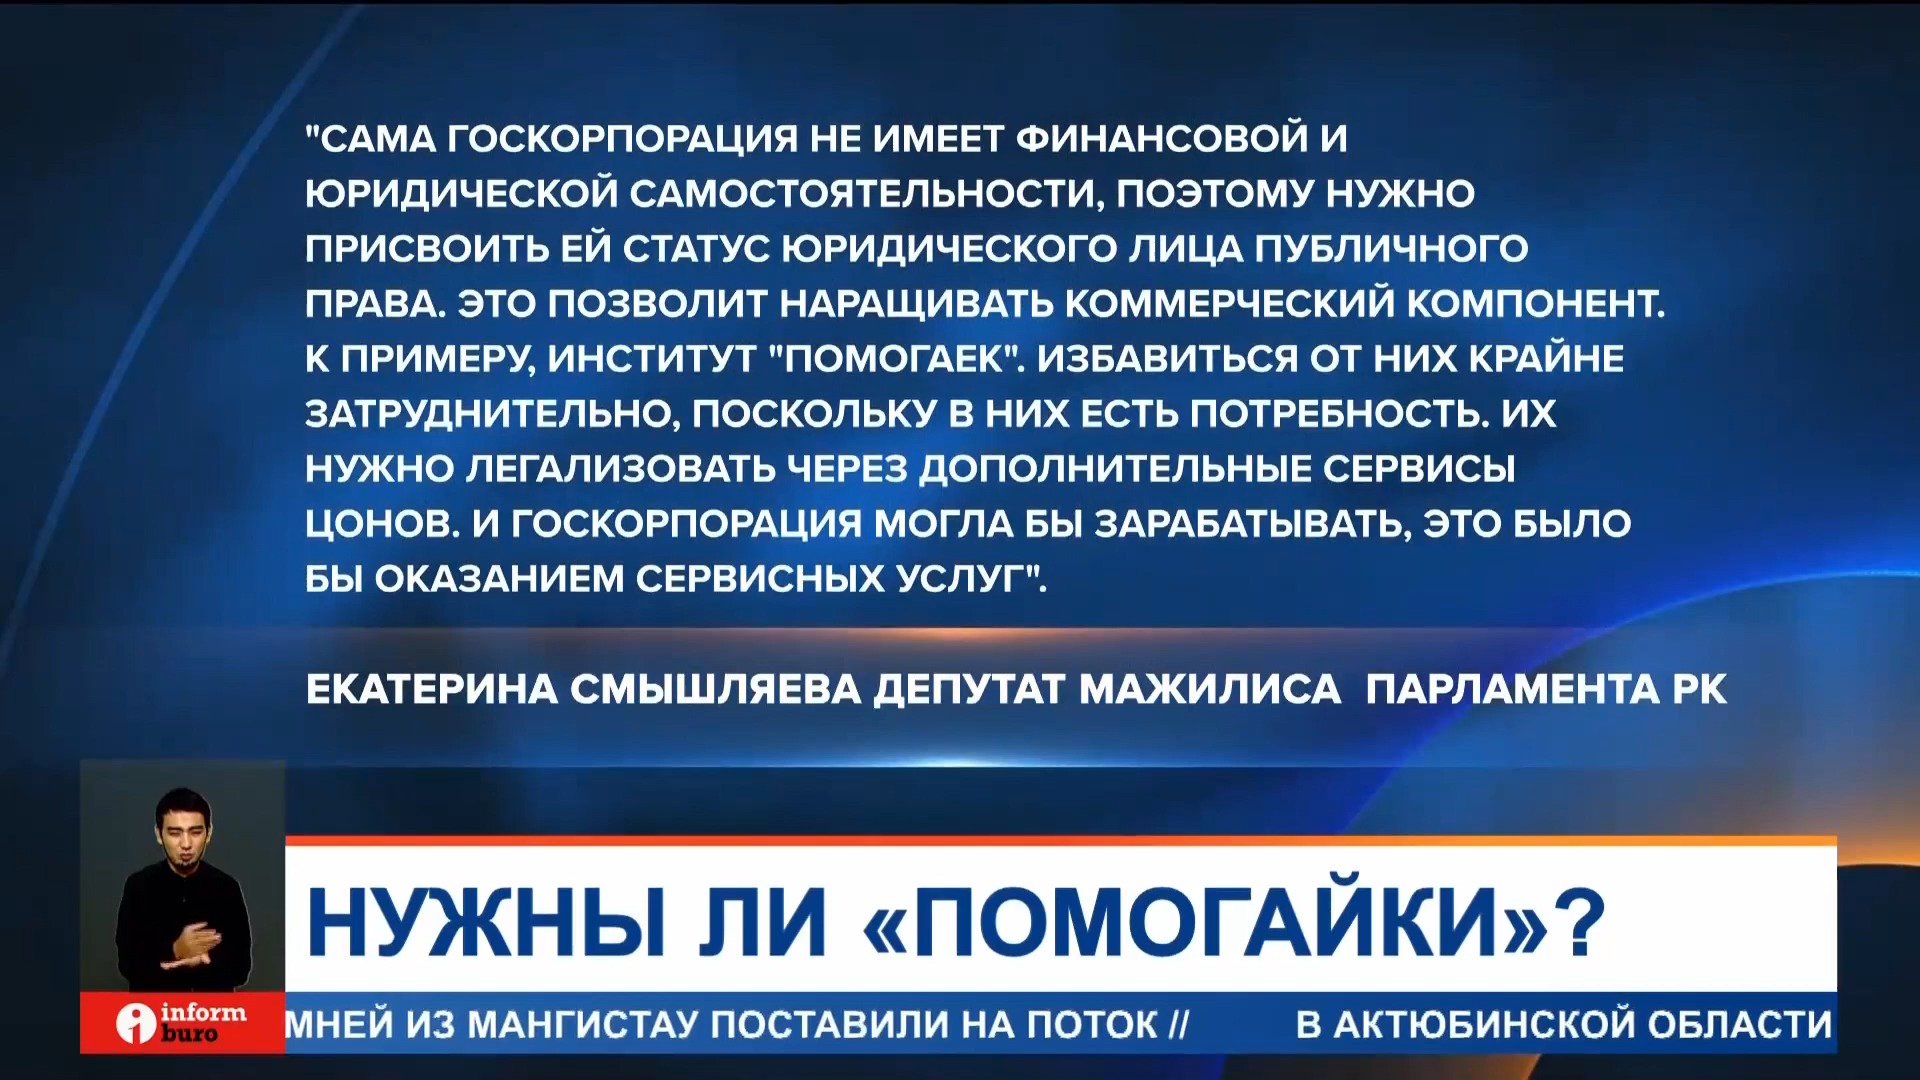 "САМА ГОСКОРПОРАЦИЯ НЕ ИМЕЕТ ФИНАНСОВОЙ И
ЮРИДИЧЕСКОЙ САМОСТОЯТЕЛЬНОСТИ, ПОЭТОМУ НУЖНО
ПРИСВОИТЬ ЕЙ СТАТУС ЮРИДИЧЕСКОГО ЛИЦА ПУБЛИЧНОГО
ПРАВА. ЭТО ПОЗВОЛИТ НАРАЩИВАТЬ КОММЕРЧЕСКИЙ КОМПОНЕНТ.
К ПРИМЕРУ, ИНСТИТУТ "ПОМОГАЕК". ИЗБАВИТЬСЯ ОТ НИХ КРАЙНЕ
ЗАТРУДНИТЕЛЬНО, ПОСКОЛЬКУ В НИХ ЕСТЬ ПОТРЕБНОСТЬ. ИХ
НУЖНО ЛЕГАЛИЗОВАТЬ ЧЕРЕЗ ДОПОЛНИТЕЛЬНЫЕ СЕРВИСЫ
ЦОНОВ. И ГОСКОРПОРАЦИЯ МОГЛА БЫ ЗАРАБАТЫВАТЬ, ЭТО БЫЛО
БЫ ОКАЗАНИЕМ СЕРВИСНЫХ УСЛУГ".
ЕКАТЕРИНА СМЫШЛЯЕВА ДЕПУТАТ МАЖИЛИСА ПАРЛАМЕНТА РК
НУЖНЫ ЛИ «ПОМОГАЙКИ»?
inform
buro
МНЕЙ ИЗ МАНГИСТАУ ПОСТАВИЛИ НА ПОТОК // В АКТЮБИНСКОЙ ОБЛАСТИ